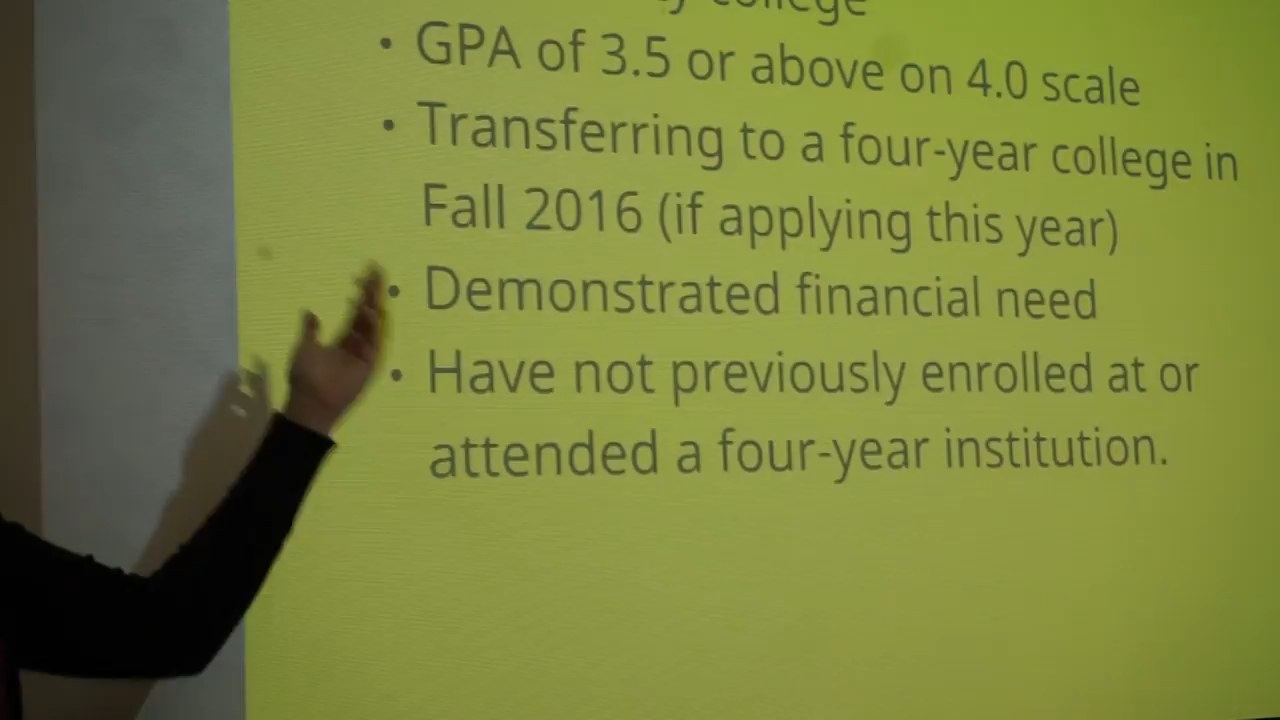 college
• GPA of 3.5 or above on 4.0 scale
• Transferring to a four-year college in
Fall 2016 (if applying this year)
• Demonstrated financial need
• Have not previously enrolled at or
attended a four-year institution.